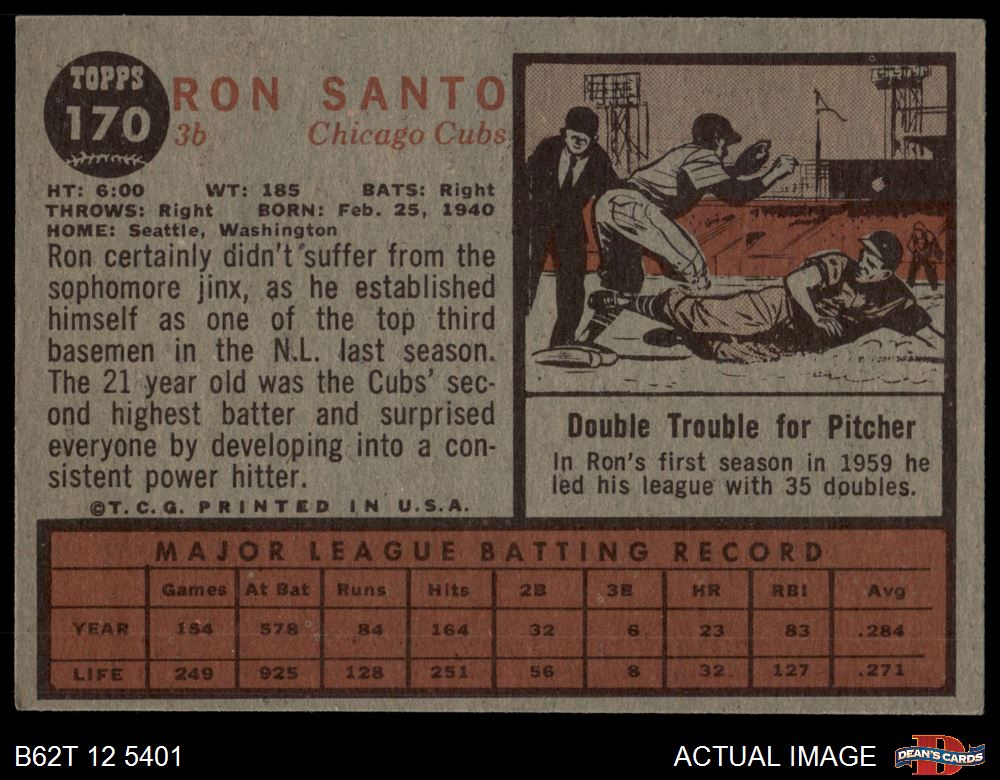 TOPPS
170
RON SANTO
3b Chicago Cubs
HT: 6:00 WT: 185 BATS: Right
THROWS: Right BORN: Feb. 25, 1940
HOME: Seattle, Washington
Ron certainly didn't suffer from the
sophomore jinx, as he established
himself as one of the top third
basemen in the N.L. last season.
The 21 year old was the Cubs' sec-
ond highest batter and surprised
everyone by developing into a con-
sistent power hitter.
©T.C.G. PRINTED IN U.S.A.
Double Trouble for Pitcher
In Ron's first season in 1959 he
led his league with 35 doubles.
MAJOR LEAGUE BATTING RECORD
Games At Bat Runs Hits 2B 3B HR RBI Avg
YEAR 154 578 84 164 32 6 23 83 .284
LIFE 249 925 128 251 56 8 32 127 .271
B62T 12 5401
ACTUAL IMAGE
D
DEAN'S CARDS